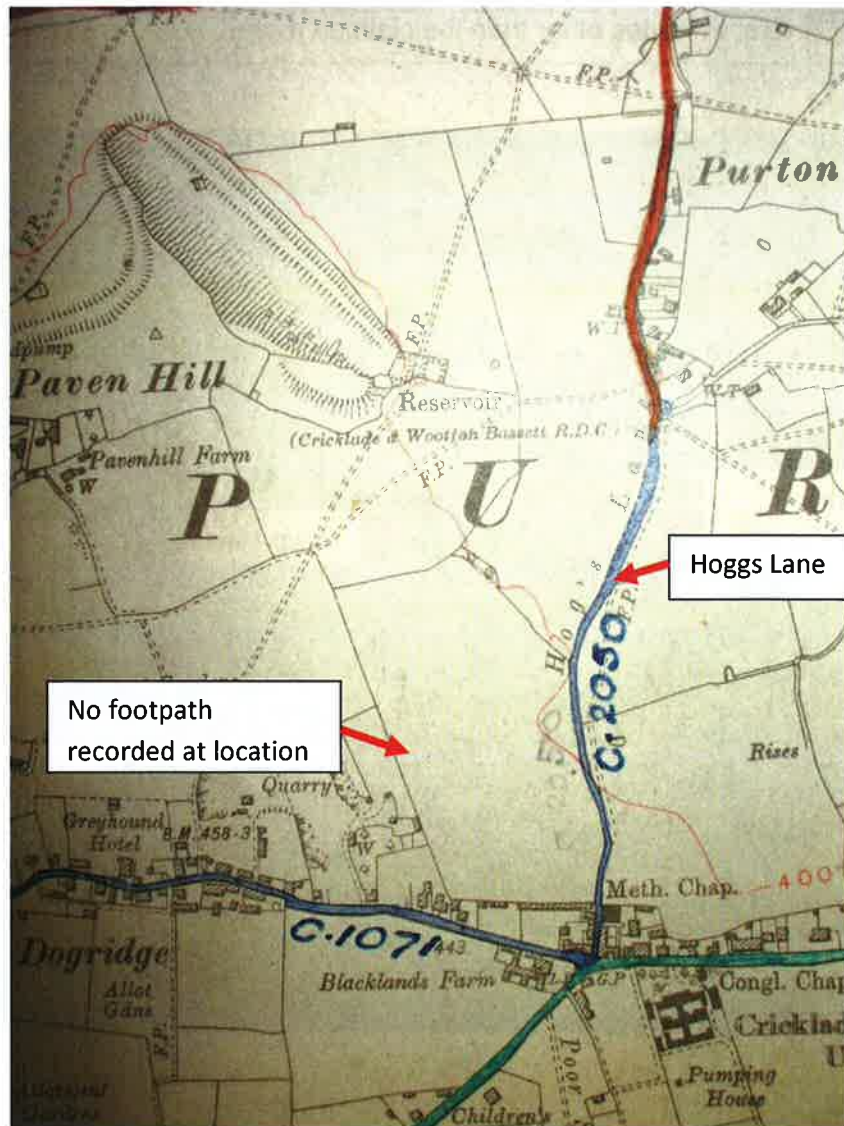 F.P.
F.P.
Purton
F.P.
F.P.
W.T
Paven Hill
Reservoir
W.T.
(Cricklade & Wootton Bassett R.D.C.)
Pavenhill Farm
W
F.P.
P U R
Hog's Lane
Hoggs Lane
F.P.
C.2050
No footpath
recorded at location
Rises
Quarry
Greyhound
Hotel
B.M. 458·3
W
400
Meth. Chap.
C.1071
443
Dogridge
Blacklands Farm
G.P
Congl. Chap
Allot
Gdns
F.P.
Poor
Pumping
House
Children's